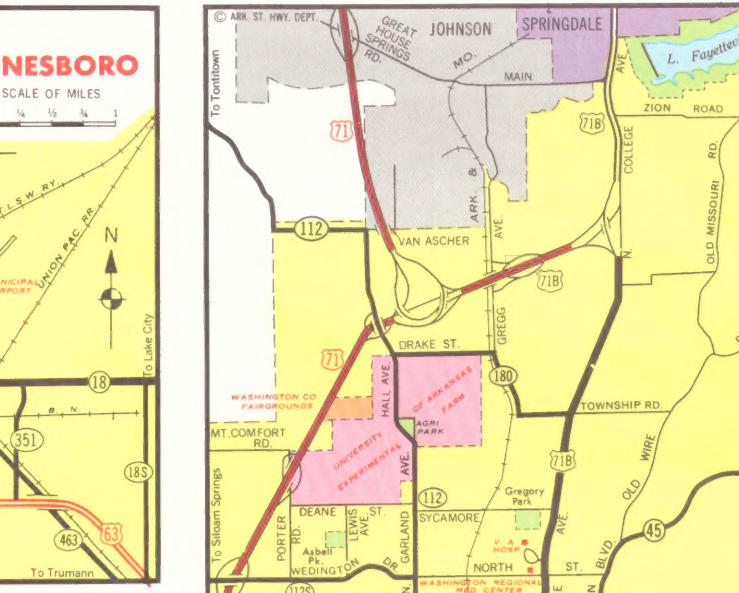 NESBORO
SCALE OF MILES
¼ ½ ¾ 1
T.L.S.W. RY.
UNION PAC RR.
N
NICIPAL
RPORT
To Lake City
18
B. N.
351
18S
63
463
To Trumann
© ARK. ST. HWY. DEPT.
GREAT
HOUSE
SPRINGS
RD.
JOHNSON
SPRINGDALE
L. Fayettev
To Tontitown
MO.
MAIN
AVE.
ZION ROAD
71
71B
COLLEGE
OLD MISSOURI RD.
ARK &
112
VAN ASCHER
AVE.
N.
71B
GREGG
71
DRAKE ST.
180
WASHINGTON CO.
FAIRGROUNDS
HALL AVE.
OF ARKANSAS
FARM
TOWNSHIP RD.
AGRI
PARK
MT. COMFORT
RD.
UNIVERSITY
EXPERIMENTAL
AVE.
71B
OLD WIRE
To Siloam Springs
112
Gregory
Park
DEANE ST.
SYCAMORE
AVE.
45
PORTER
RD.
LEWIS
AVE.
GARLAND
V. A.
HOSP.
BLVD.
Asbell
Pk.
WEDINGTON DR.
NORTH ST.
112S
N.
WASHINGTON REGIONAL
MED CENTER
E
N